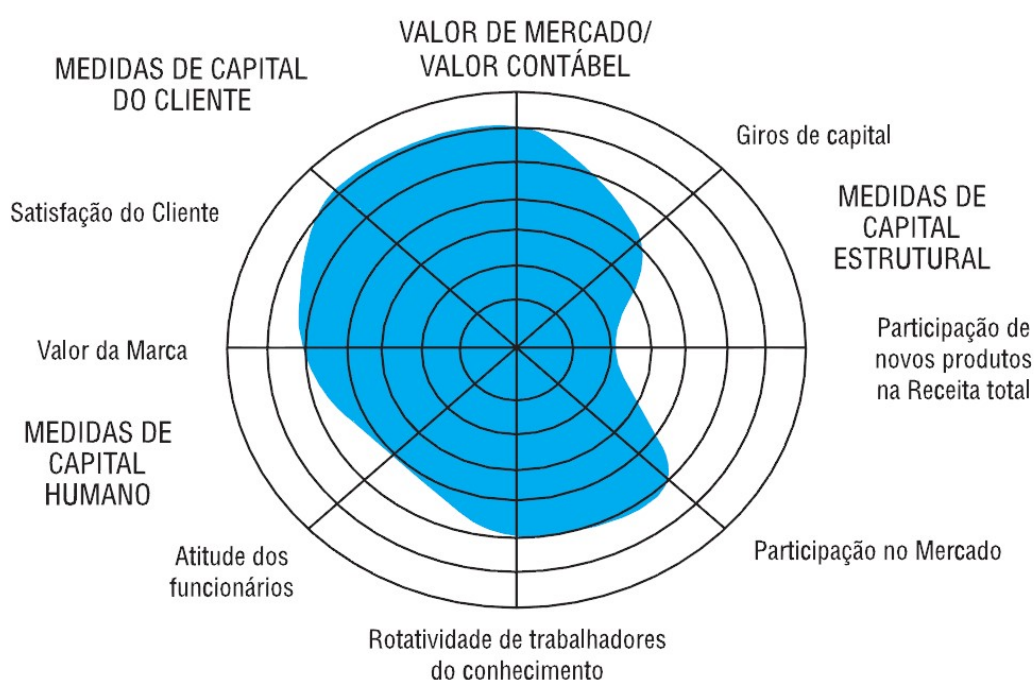 VALOR DE MERCADO/
VALOR CONTÁBEL
MEDIDAS DE CAPITAL
DO CLIENTE
Giros de capital
Satisfação do Cliente
MEDIDAS DE
CAPITAL
ESTRUTURAL
Valor da Marca
Participação de
novos produtos
na Receita total
MEDIDAS DE
CAPITAL
HUMANO
Atitude dos
funcionários
Participação no Mercado
Rotatividade de trabalhadores
do conhecimento